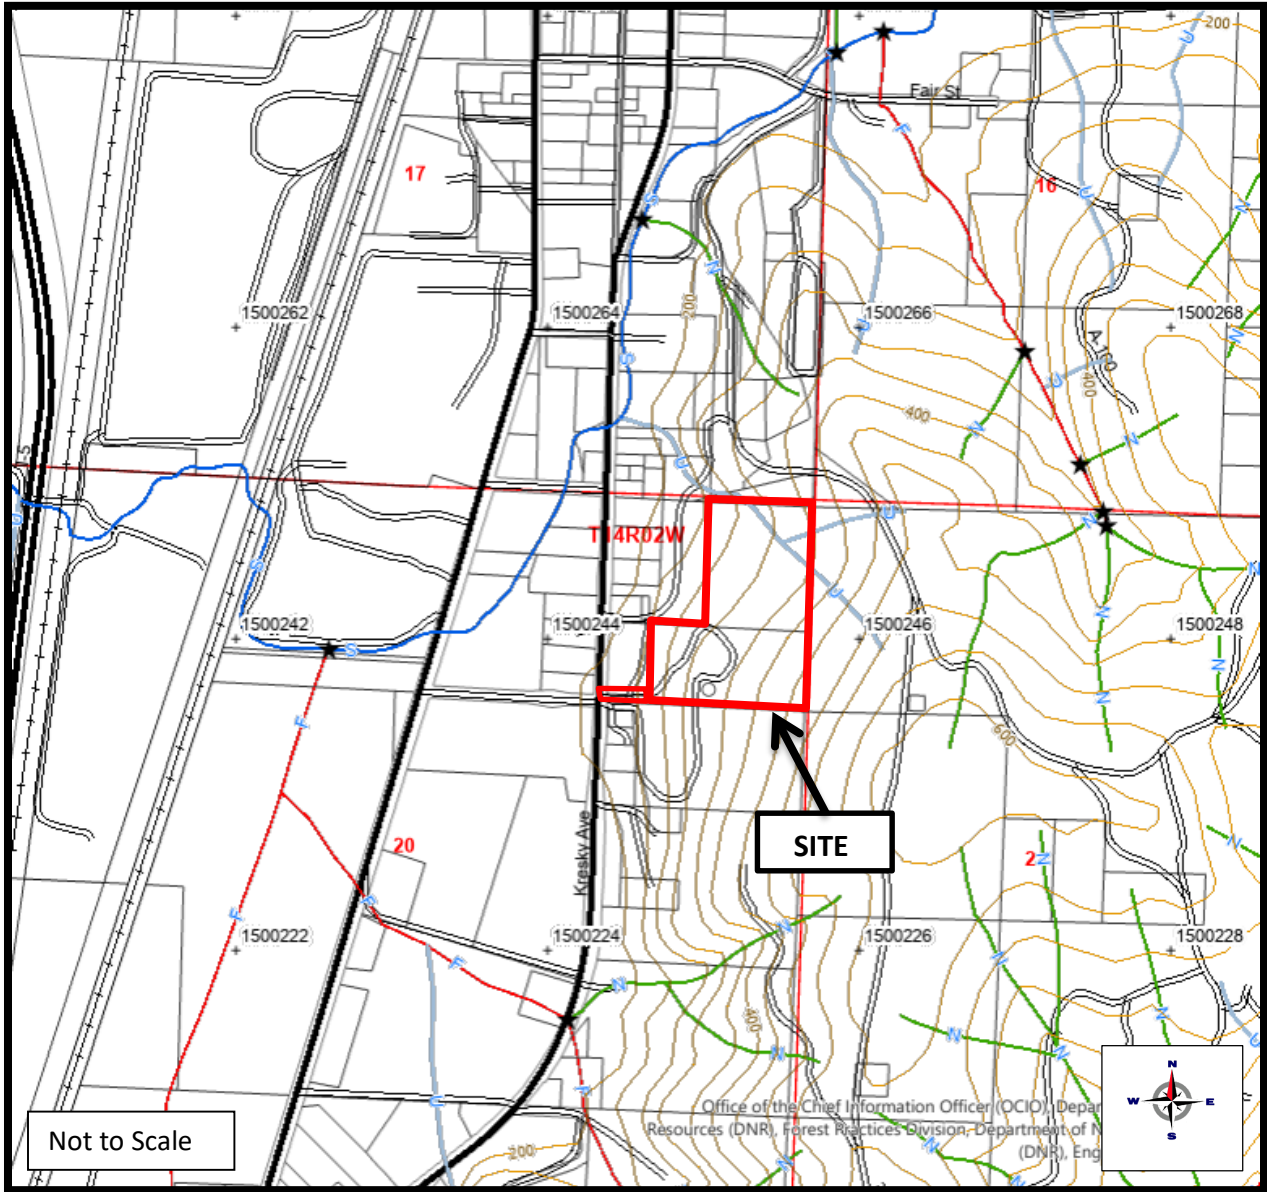 200
U
Fair St
F
17
16
S
N
U
N
N
200
1500262
1500264
1500266
1500268
U
N
S
A-100
U
400
400
N
N
I-5
U
U
N
U
T14R02W
S
N
U
N
1500242
1500244
1500246
1500248
S
N
N
F
600
SITE
20
Kresky Ave
2
N
N
F
F
N
1500222
1500224
1500226
1500228
F
N
N
400
N
N
U
N
N
U
F
N
Office of the Chief Information Officer (OCIO), Depar
Resources (DNR), Forest Practices Division, Department of N
(DNR), Eng
Not to Scale
200
N
N
N
N
W
E
S